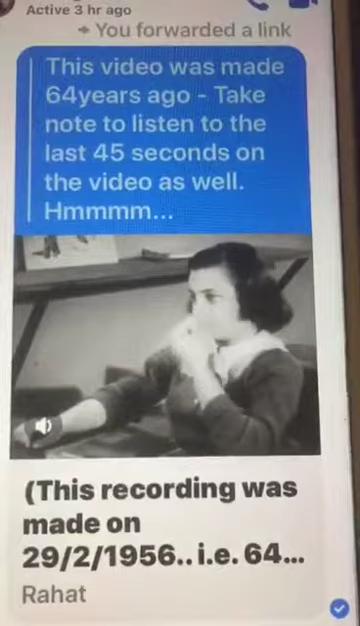 Active 3 hr ago
You forwarded a link
This video was made
64years ago - Take
note to listen to the
last 45 seconds on
the video as well.
Hmmmm...
(This recording was
made on
29/2/1956..i.e. 64...
Rahat